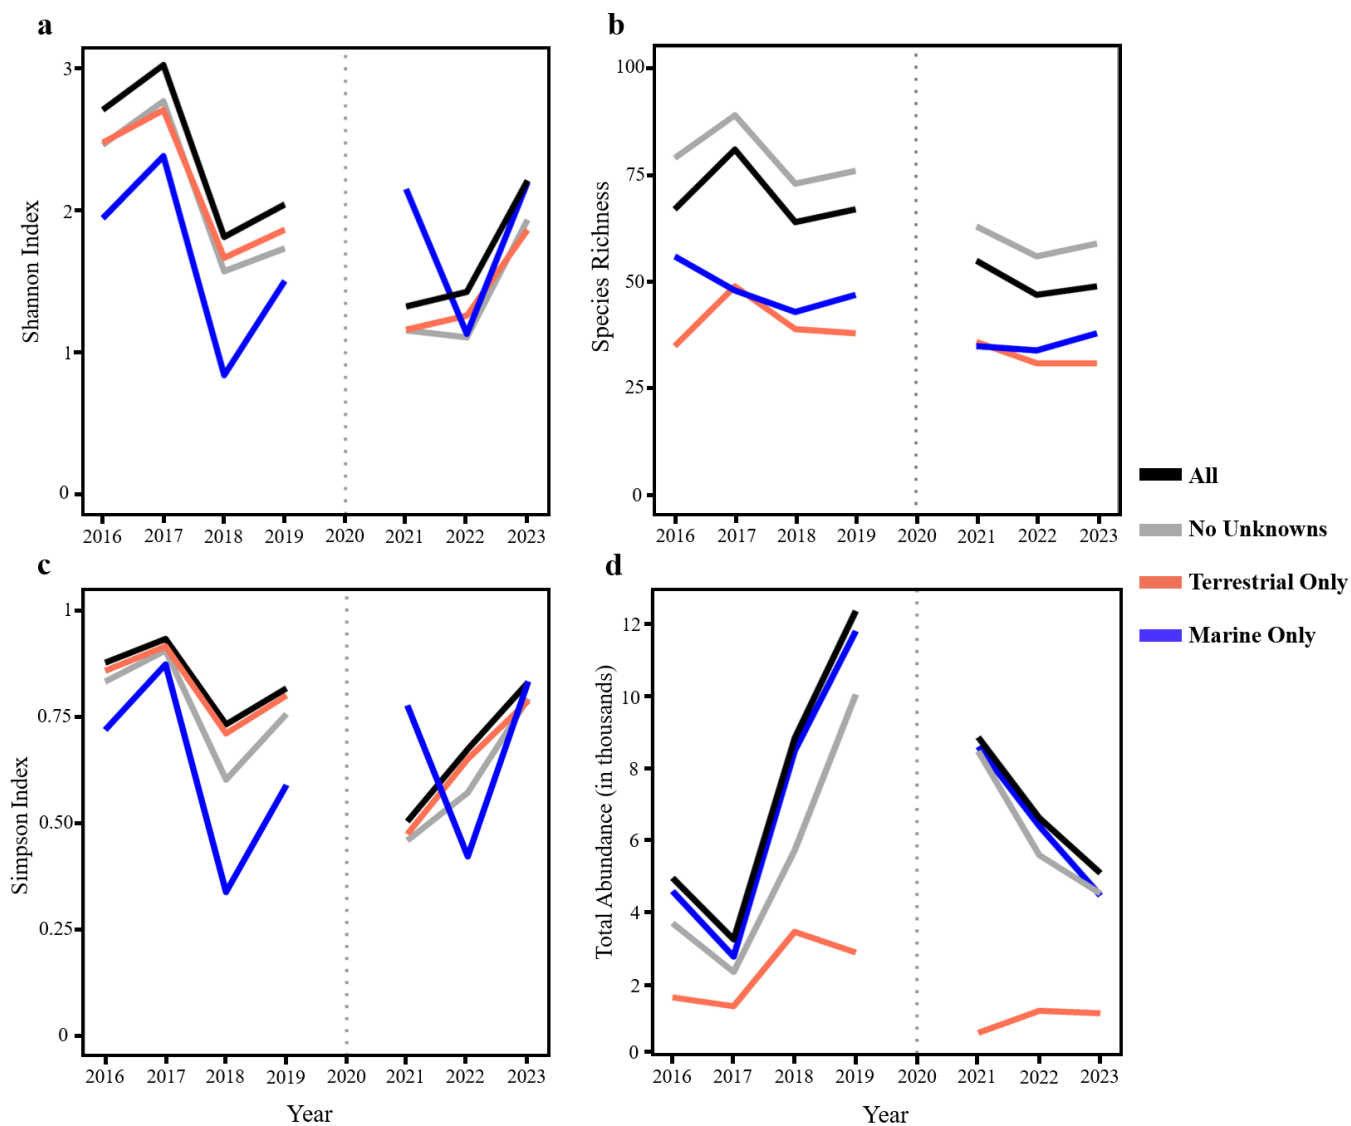 a
3
2
1
0
Shannon Index
2016 2017 2018 2019 2020 2021 2022 2023
b
100
75
50
25
0
Species Richness
2016 2017 2018 2019 2020 2021 2022 2023
All
No Unknowns
Terrestrial Only
Marine Only
c
1
0.75
0.50
0.25
0
Simpson Index
2016 2017 2018 2019 2020 2021 2022 2023
Year
d
12
10
8
6
4
2
0
Total Abundance (in thousands)
2016 2017 2018 2019 2020 2021 2022 2023
Year